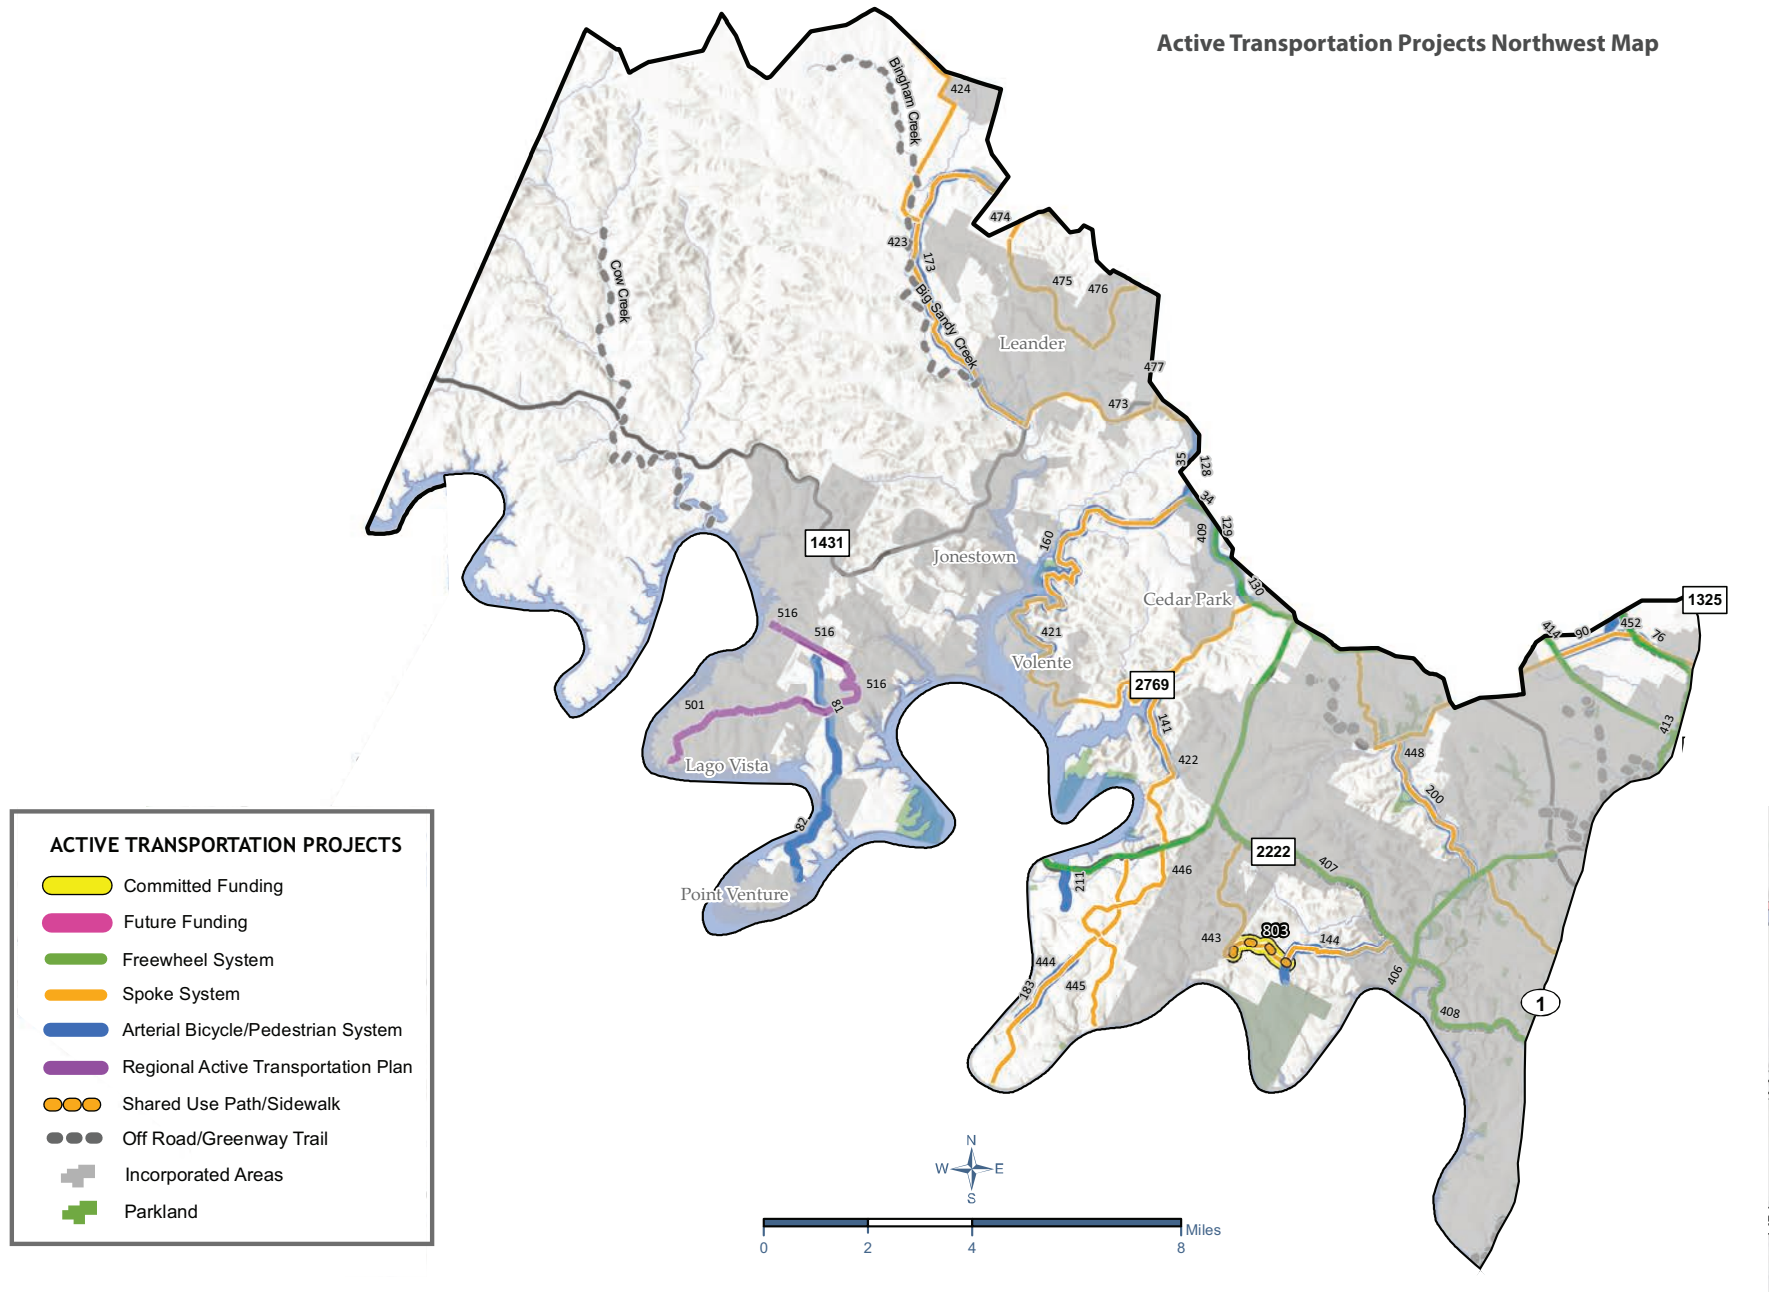 Active Transportation Projects Northwest Map
Bingham Creek
424
474
423
173
475
476
Cow Creek
Big Sandy Creek
Leander
477
473
35
128
34
1431
160
409
129
Jonestown
130
Cedar Park
1325
516
516
421
414
90
452
76
Volente
516
2769
501
81
141
413
422
448
Lago Vista
200
82
2222
407
446
211
Point Venture
443
803
144
444
406
183
445
408
1
ACTIVE TRANSPORTATION PROJECTS
Committed Funding
Future Funding
Freewheel System
Spoke System
Arterial Bicycle/Pedestrian System
Regional Active Transportation Plan
Shared Use Path/Sidewalk
Off Road/Greenway Trail
Incorporated Areas
Parkland
N
W E
S
Miles
0 2 4 8